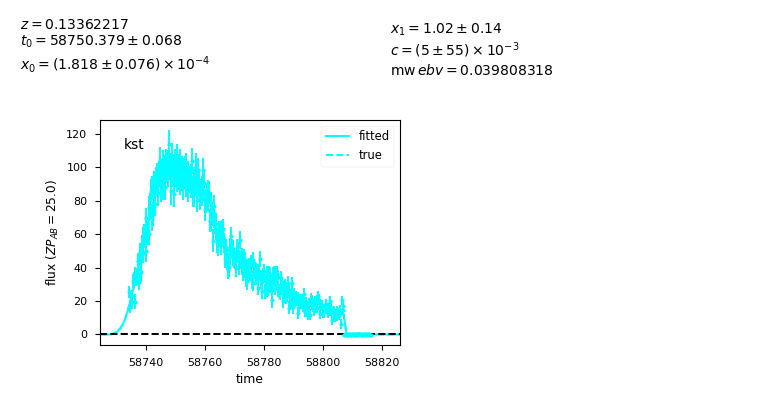 z = 0.13362217
t₀ = 58750.379 ± 0.068
x₀ = (1.818 ± 0.076) × 10⁻⁴
x₁ = 1.02 ± 0.14
c = (5 ± 55) × 10⁻³
mw ebv = 0.039808318
kst
fitted
true
120
100
80
60
40
20
0
flux (ZP_AB = 25.0)
58740 58760 58780 58800 58820
time